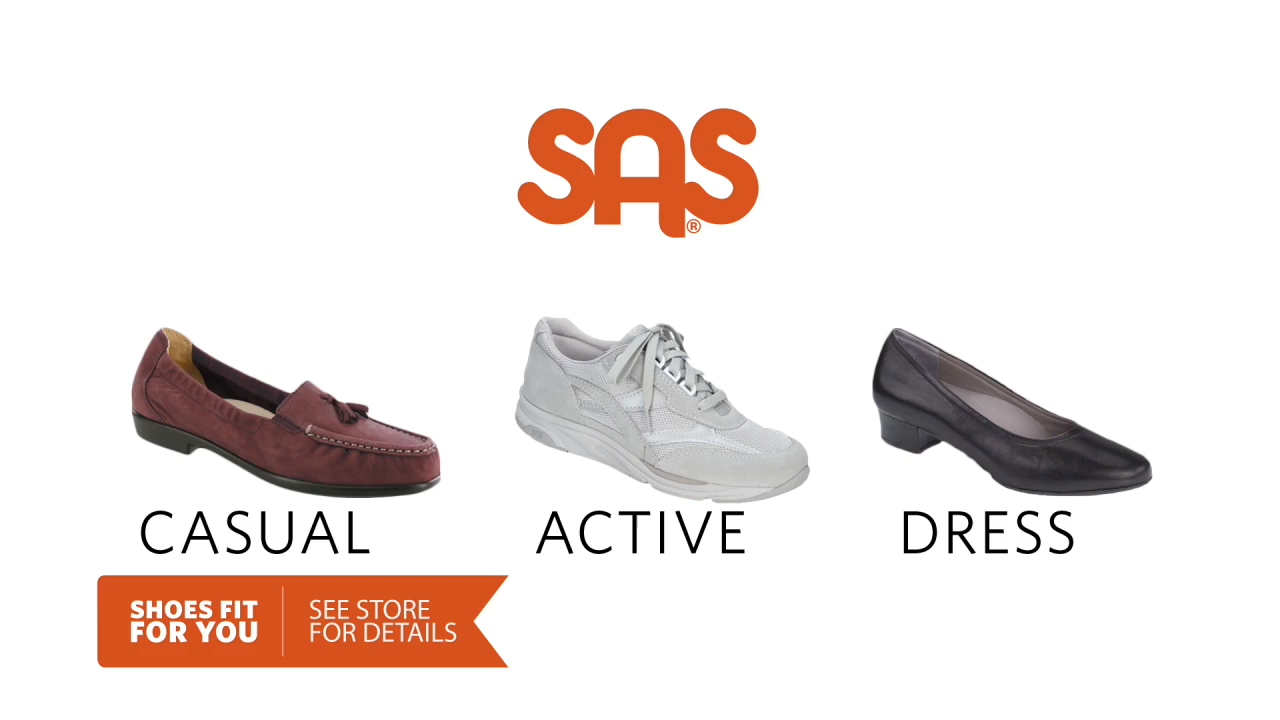 SAS®
CASUAL
ACTIVE
DRESS
SHOES FIT
FOR YOU
SEE STORE
FOR DETAILS